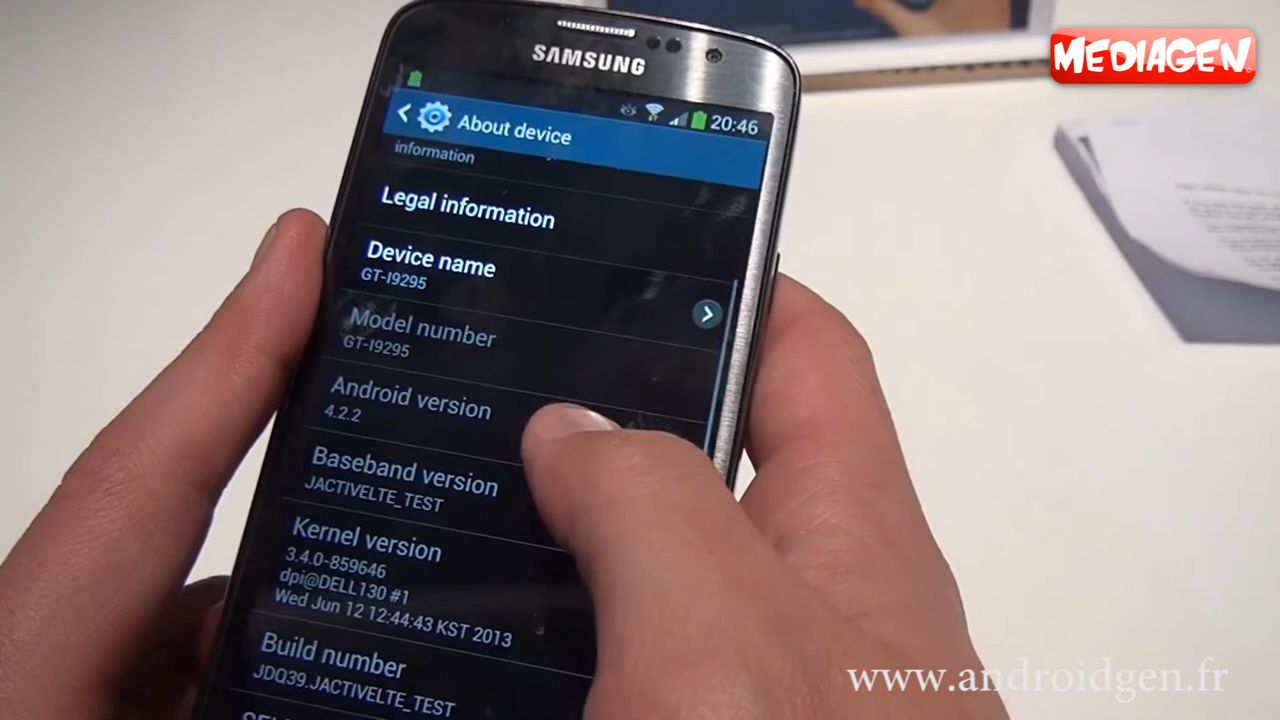 MEDIAGEN
SAMSUNG
20:46
About device
information
Legal information
Device name
GT-I9295
Model number
GT-I9295
Android version
4.2.2
Baseband version
JACTIVELTE_TEST
Kernel version
3.4.0-859646
dpi@DELL130 #1
Wed Jun 12 12:44:43 KST 2013
Build number
JDQ39.JACTIVELTE_TEST
www.androidgen.fr